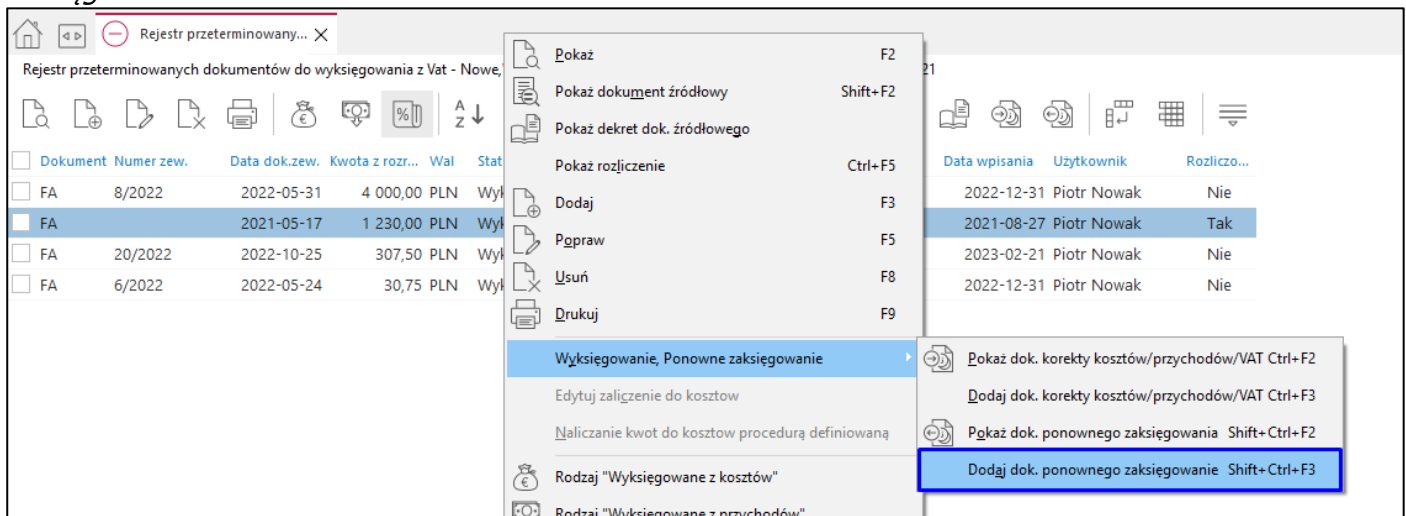 Rejestr przeterminowany...
Rejestr przeterminowanych dokumentów do wyksięgowania z Vat - Nowe, 21
Dokument Numer zew. Data dok.zew. Kwota z rozr... Wal Stat Data wpisania Użytkownik Rozliczo...
FA 8/2022 2022-05-31 4 000,00 PLN Wyk 2022-12-31 Piotr Nowak Nie
FA 2021-05-17 1 230,00 PLN Wyk 2021-08-27 Piotr Nowak Tak
FA 20/2022 2022-10-25 307,50 PLN Wyk 2023-02-21 Piotr Nowak Nie
FA 6/2022 2022-05-24 30,75 PLN Wyk 2022-12-31 Piotr Nowak Nie
Pokaż F2
Pokaż dokument źródłowy Shift+F2
Pokaż dekret dok. źródłowego
Pokaż rozliczenie Ctrl+F5
Dodaj F3
Popraw F5
Usuń F8
Drukuj F9
Wyksięgowanie, Ponowne zaksięgowanie
Edytuj zaliczenie do kosztow
Naliczanie kwot do kosztow procedurą definiowaną
Rodzaj "Wyksięgowane z kosztów"
Rodzaj "Wyksięgowane z przychodów"
Pokaż dok. korekty kosztów/przychodów/VAT Ctrl+F2
Dodaj dok. korekty kosztów/przychodów/VAT Ctrl+F3
Pokaż dok. ponownego zaksięgowania Shift+Ctrl+F2
Dodaj dok. ponownego zaksięgowanie Shift+Ctrl+F3